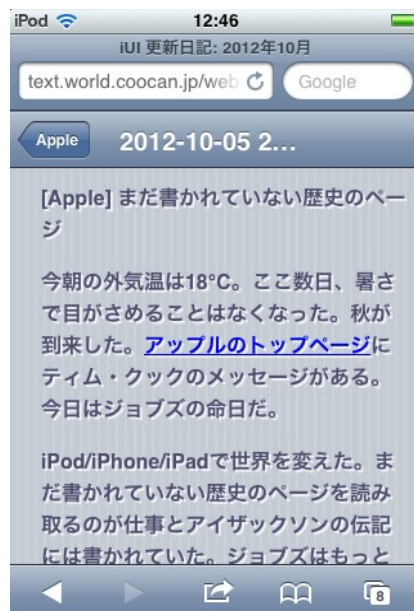 iPod 12:46
iUI 更新日記: 2012年10月
text.world.coocan.jp/web Google
Apple 2012-10-05 2...
[Apple] まだ書かれていない歴史のペー
ジ
今朝の外気温は18°C。ここ数日、暑さ
で目がさめることはなくなった。秋が
到来した。アップルのトップページに
ティム・クックのメッセージがある。
今日はジョブズの命日だ。
iPod/iPhone/iPadで世界を変えた。ま
だ書かれていない歴史のページを読み
取るのが仕事とアイザックソンの伝記
には書かれていた。ジョブズはもっと
8